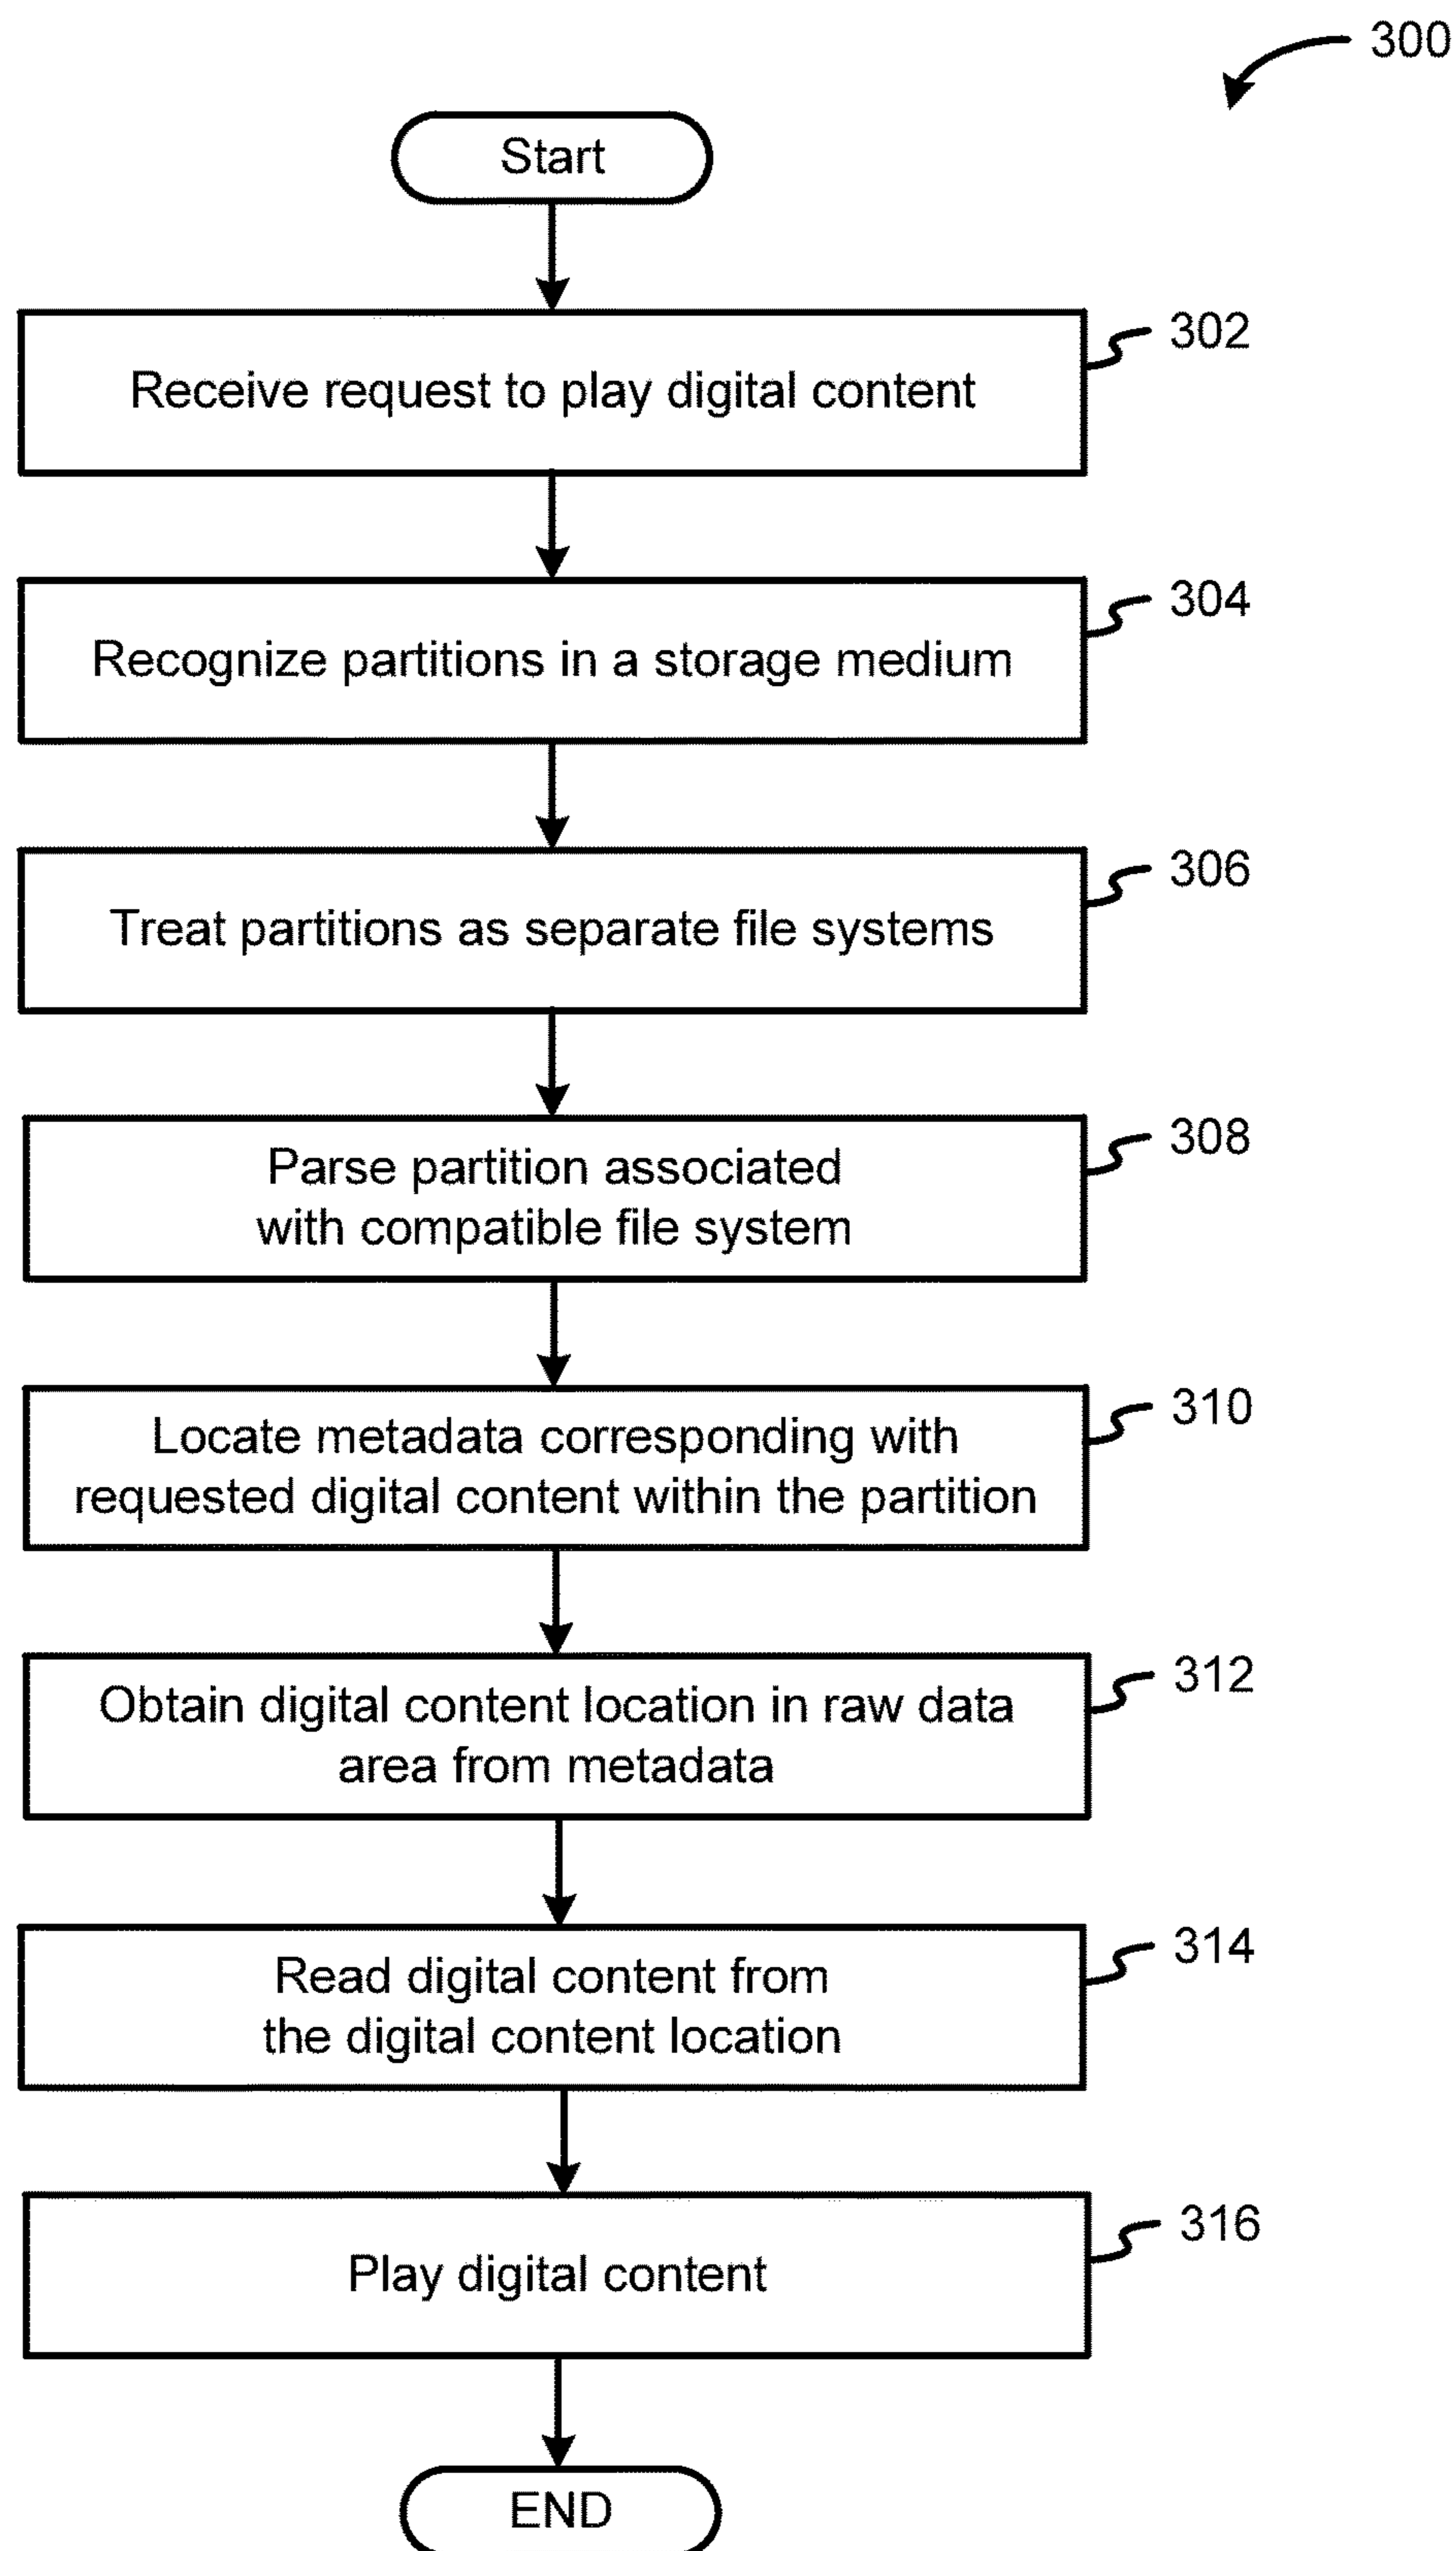 300
Start
302
Receive request to play digital content
304
Recognize partitions in a storage medium
306
Treat partitions as separate file systems
308
Parse partition associated
with compatible file system
310
Locate metadata corresponding with
requested digital content within the partition
312
Obtain digital content location in raw data
area from metadata
314
Read digital content from
the digital content location
316
Play digital content
END